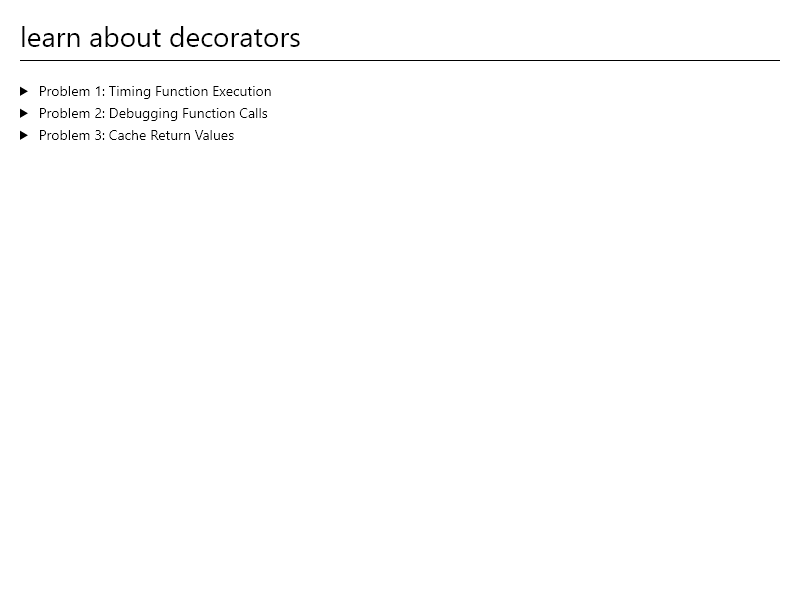 learn about decorators
Problem 1: Timing Function Execution
Problem 2: Debugging Function Calls
Problem 3: Cache Return Values